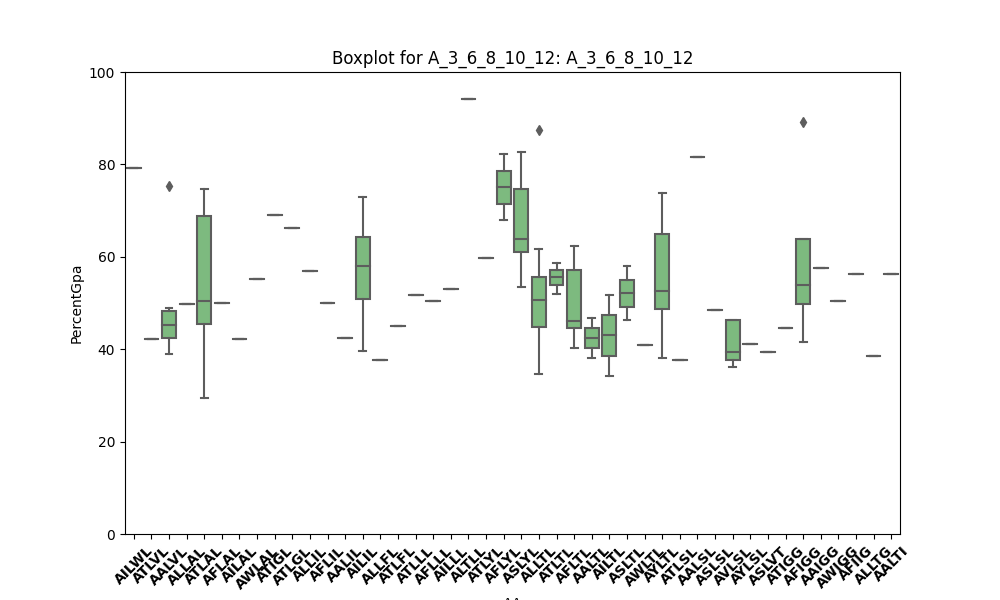 Boxplot for A_3_6_8_10_12: A_3_6_8_10_12
100
80
60
40
20
0
PercentGpa
AILWL
ATLVL
AALVL
ALLAL
ATLAL
AFLAL
AILAL
AWLAL
ATIGL
ATLGL
ALLIL
AFLIL
AALIL
AILIL
ALLFL
ATLFL
ATLLL
AFLLL
AILLL
ALTLL
ATLYL
AFLYL
ASLYL
ALLTL
ATLTL
AFLTL
AALTL
AILTL
ASLTL
AWLTL
AYLTL
ATLSL
AALSL
ASLSL
AVLSL
AYLSL
ASLVT
ATIGG
AFIGG
AAIGG
AWIGG
AFIIG
ALLTG
AALTI